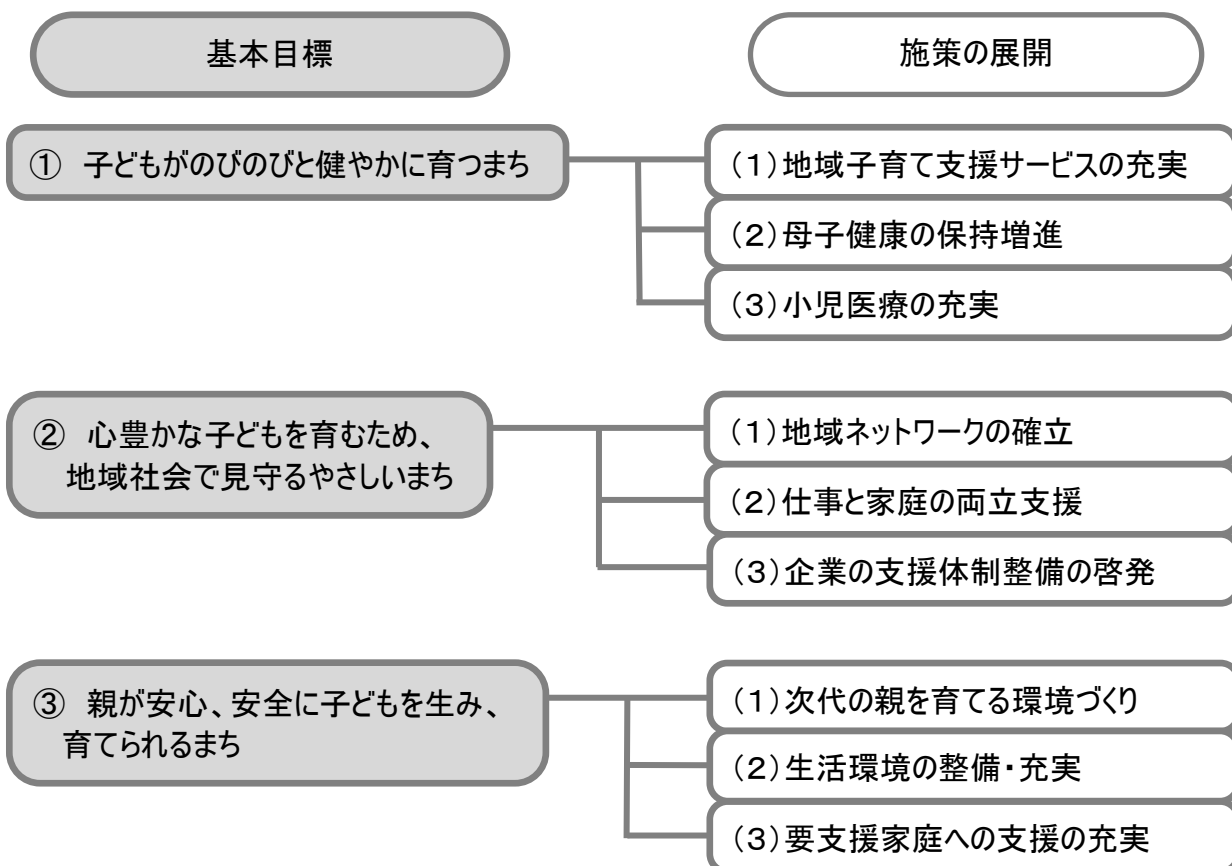 基本目標
施策の展開
① 子どもがのびのびと健やかに育つまち
(1)地域子育て支援サービスの充実
(2)母子健康の保持増進
(3)小児医療の充実
② 心豊かな子どもを育むため、
地域社会で見守るやさしいまち
(1)地域ネットワークの確立
(2)仕事と家庭の両立支援
(3)企業の支援体制整備の啓発
③ 親が安心、安全に子どもを生み、
育てられるまち
(1)次代の親を育てる環境づくり
(2)生活環境の整備・充実
(3)要支援家庭への支援の充実